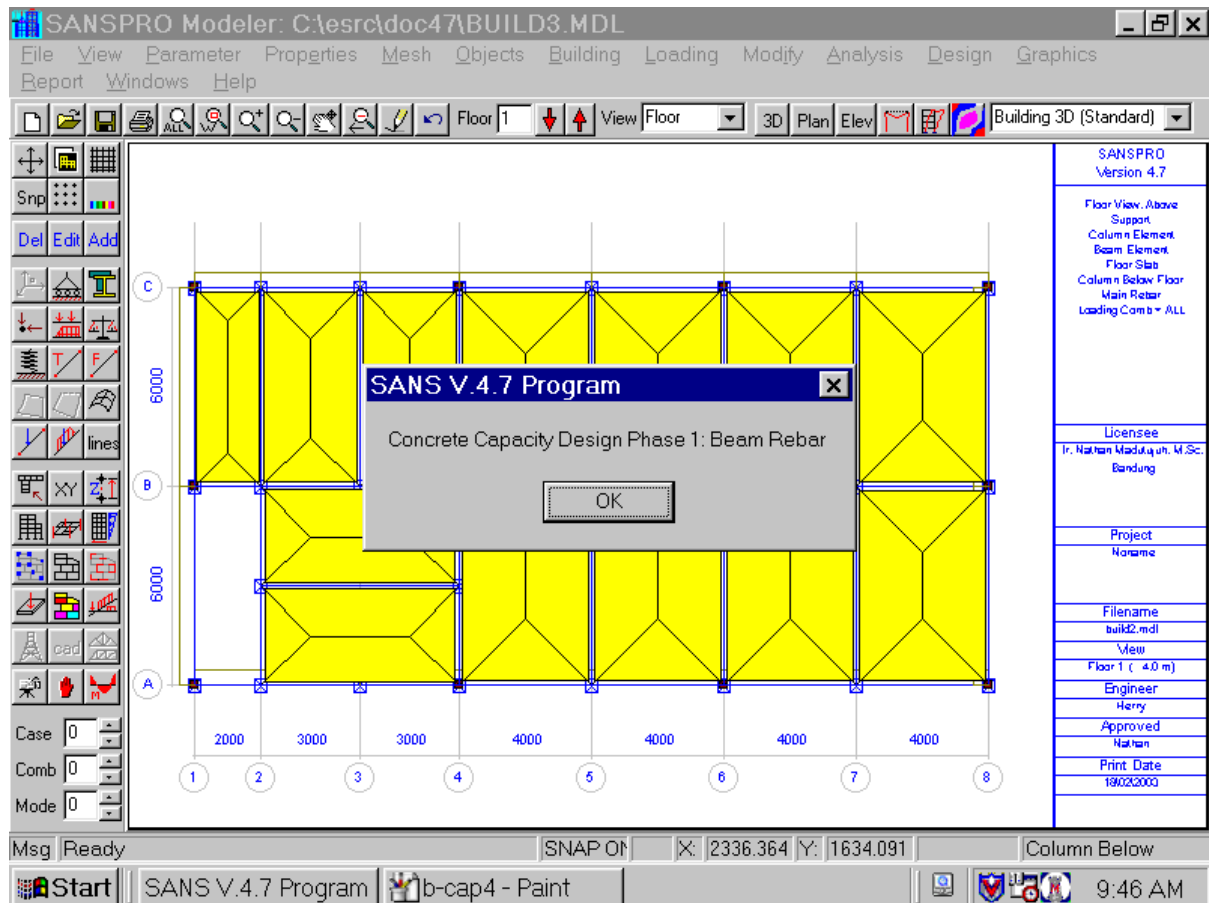 SANSPRO Modeler: C:\esrc\doc47\BUILD3.MDL
File View Parameter Properties Mesh Objects Building Loading Modify Analysis Design Graphics
Report Windows Help
ALL Floor 1 View Floor 3D Plan Elev Building 3D (Standard)
Snp
Del Edit Add
T F
lines
XY Z
cad
M
Case 0
Comb 0
Mode 0
C
6000
B
6000
A
2000 3000 3000 4000 4000 4000 4000
1 2 3 4 5 6 7 8
SANS V.4.7 Program
Concrete Capacity Design Phase 1: Beam Rebar
OK
SANSPRO
Version 4.7
Floor View. Above
Support
Column Element
Beam Element
Floor Slab
Column Below Floor
Main Rebar
Loading Comb = ALL
Licensee
Ir. Nathan Madutujuh. M.Sc.
Bandung
Project
Noname
Filename
build2.mdl
View
Floor 1 ( 4.0 m)
Engineer
Herry
Approved
Nathan
Print Date
18\02\2000
Msg Ready SNAP ON X: 2336.364 Y: 1634.091 Column Below
Start SANS V.4.7 Program b-cap4 - Paint 9:46 AM